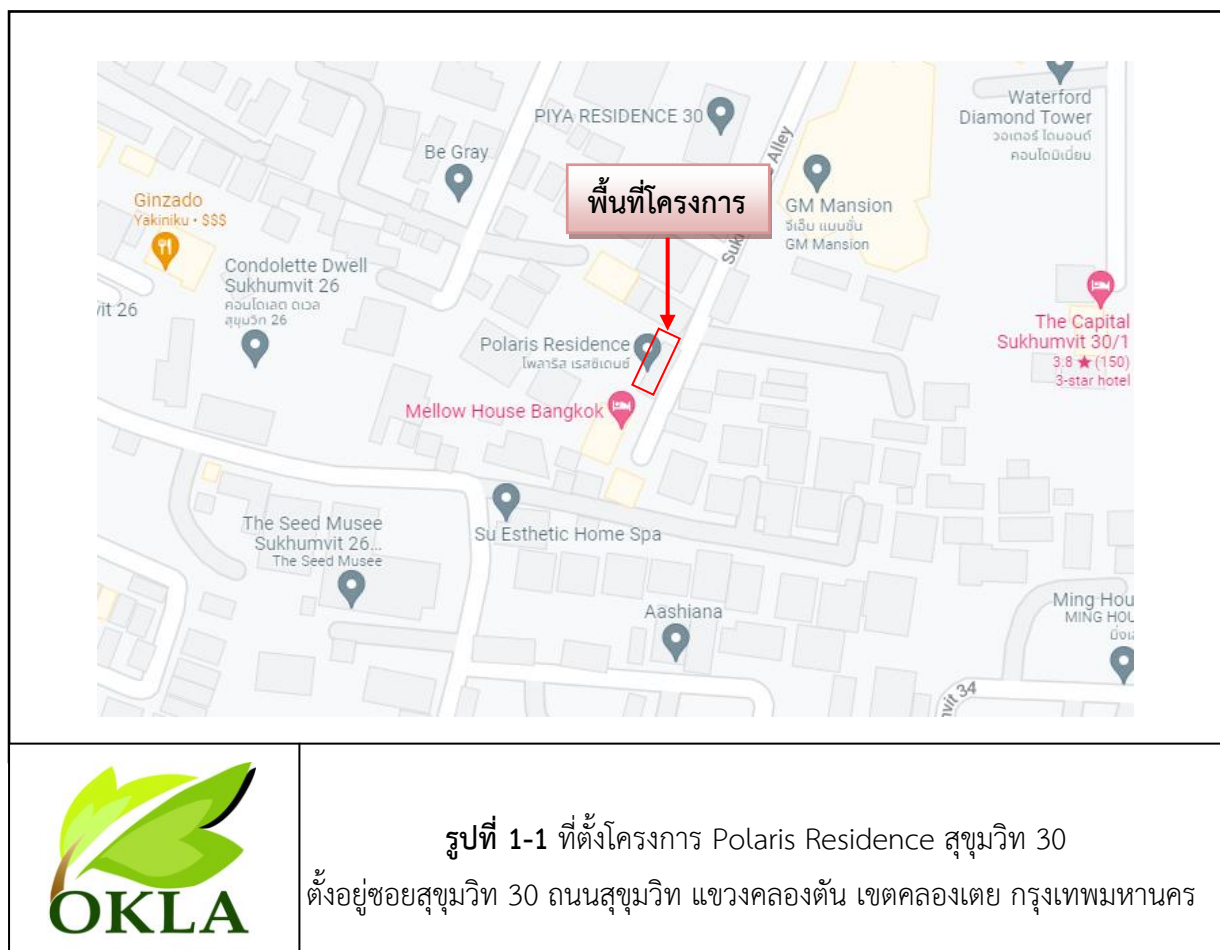 Waterford
Diamond Tower
วอเตอร์ ไดมอนด์
คอนโดมิเนี่ยม
PIYA RESIDENCE 30
Alley
Be Gray
พื้นที่โครงการ
Ginzado
Yakiniku • $$$
GM Mansion
จีเอ็ม แมนชั่น
GM Mansion
Condolette Dwell
Sukhumvit 26
คอนโดเลต ดเวล
สุขุมวิท 26
vit 26
The Capital
Sukhumvit 30/1
3.8 ★ (150)
3-star hotel
Polaris Residence
โพลาริส เรสซิเดนซ์
Mellow House Bangkok
The Seed Musee
Sukhumvit 26...
The Seed Musee
Su Esthetic Home Spa
Aashiana
Ming Hou
MING HOU
vit 34
OKLA
รูปที่ 1-1 ที่ตั้งโครงการ Polaris Residence สุขุมวิท 30
ตั้งอยู่ซอยสุขุมวิท 30 ถนนสุขุมวิท แขวงคลองตัน เขตคลองเตย กรุงเทพมหานคร